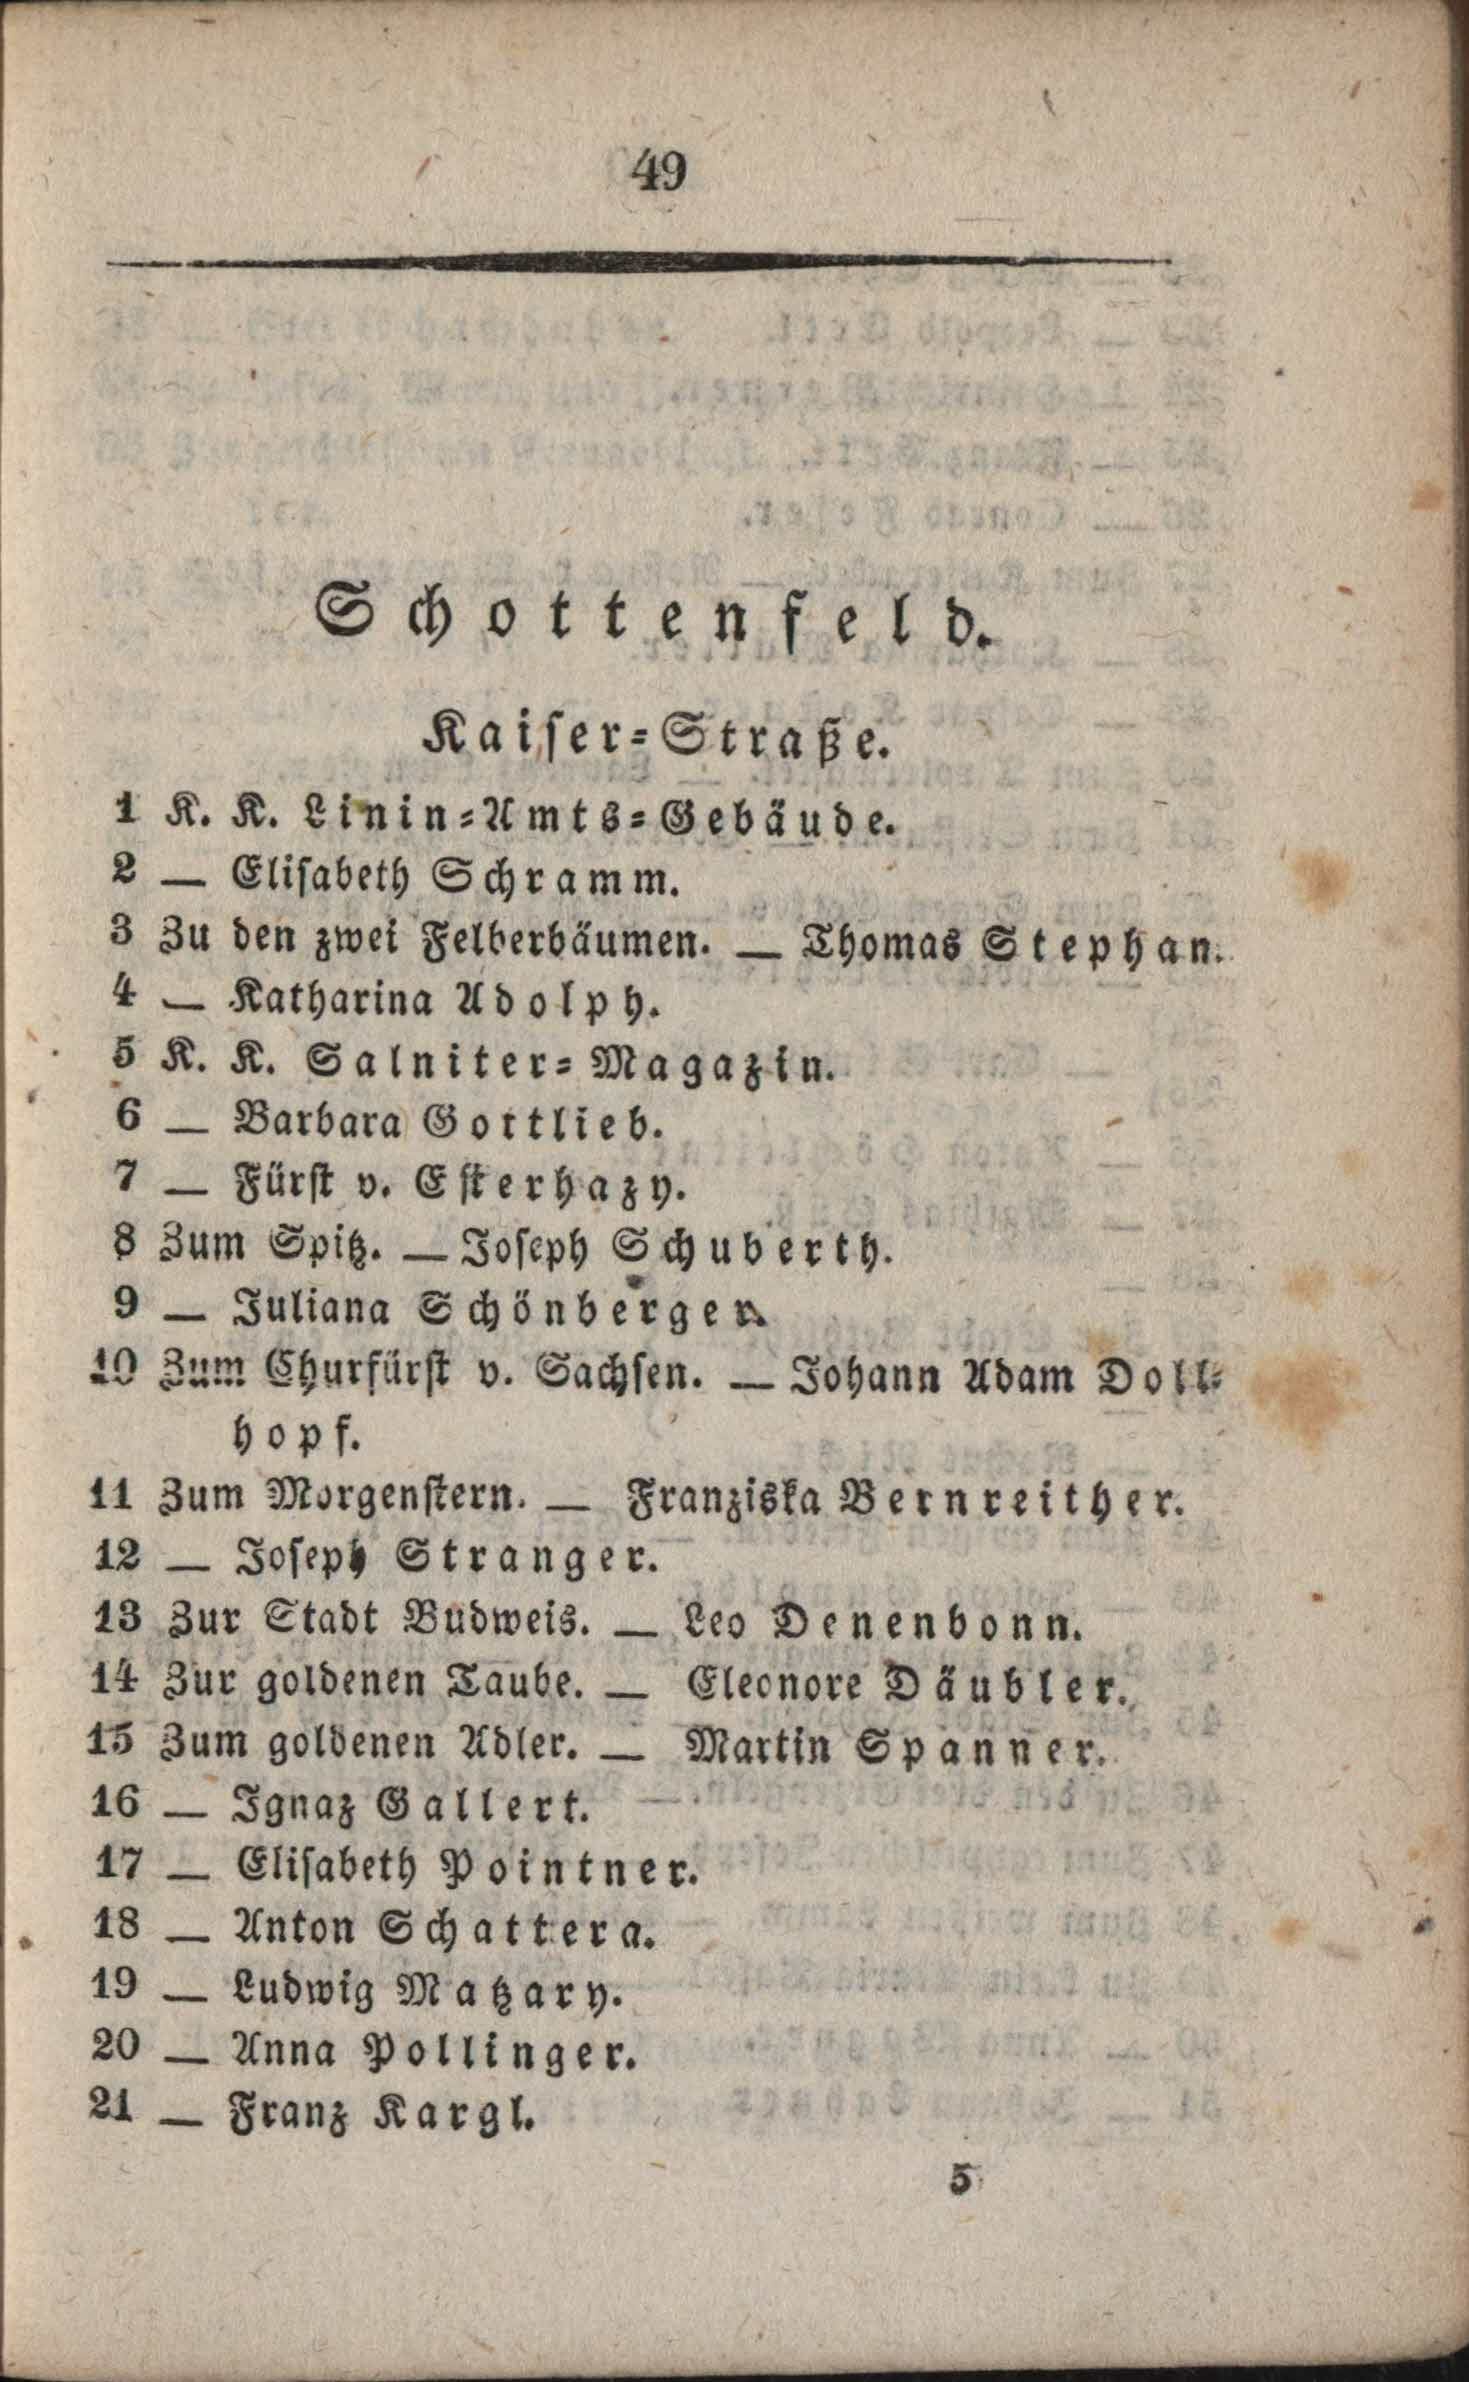 49
Schottenfeld.
Kaiser-Straße.
1 K. K. Linin-Amts-Gebäude.
2 — Elisabeth Schramm.
3 Zu den zwei Felberbäumen. — Thomas Stephan.
4 — Katharina Adolph.
5 K. K. Salniter-Magazin.
6 — Barbara Gottlieb.
7 — Fürst v. Esterhazy.
8 Zum Spitz. — Joseph Schuberth.
9 — Juliana Schönberger.
10 Zum Churfürst v. Sachsen. — Johann Adam Doll-
hopf.
11 Zum Morgenstern. — Franziska Bernreither.
12 — Joseph Stranger.
13 Zur Stadt Budweis. — Leo Denenbonn.
14 Zur goldenen Taube. — Eleonore Däubler.
15 Zum goldenen Adler. — Martin Spanner.
16 — Ignaz Gallert.
17 — Elisabeth Pointner.
18 — Anton Schattera.
19 — Ludwig Matzary.
20 — Anna Pollinger.
21 — Franz Kargl.
5